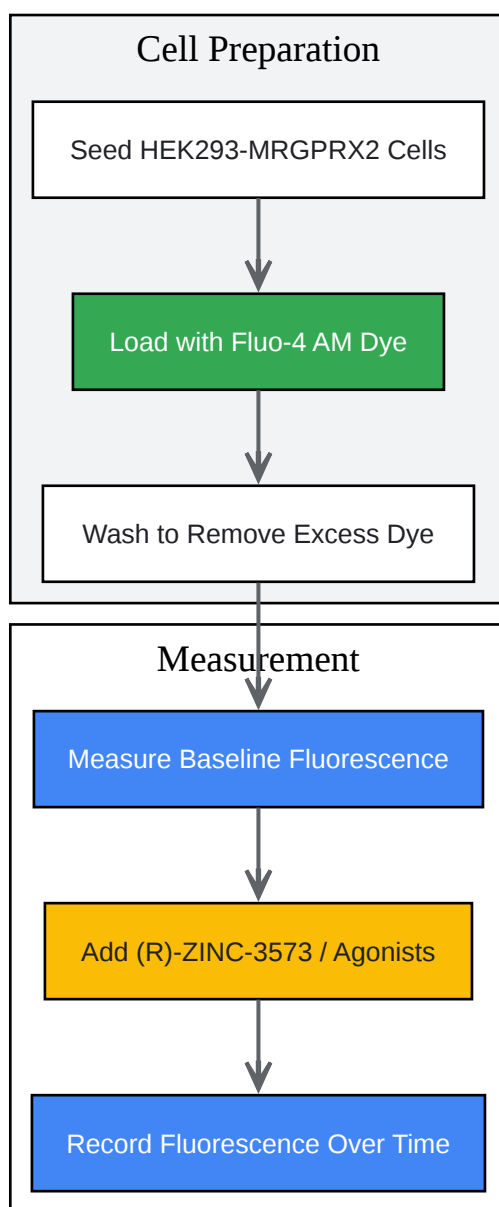 Cell Preparation
Seed HEK293-MRGPRX2 Cells
Load with Fluo-4 AM Dye
Wash to Remove Excess Dye
Measurement
Measure Baseline Fluorescence
Add (R)-ZINC-3573 / Agonists
Record Fluorescence Over Time